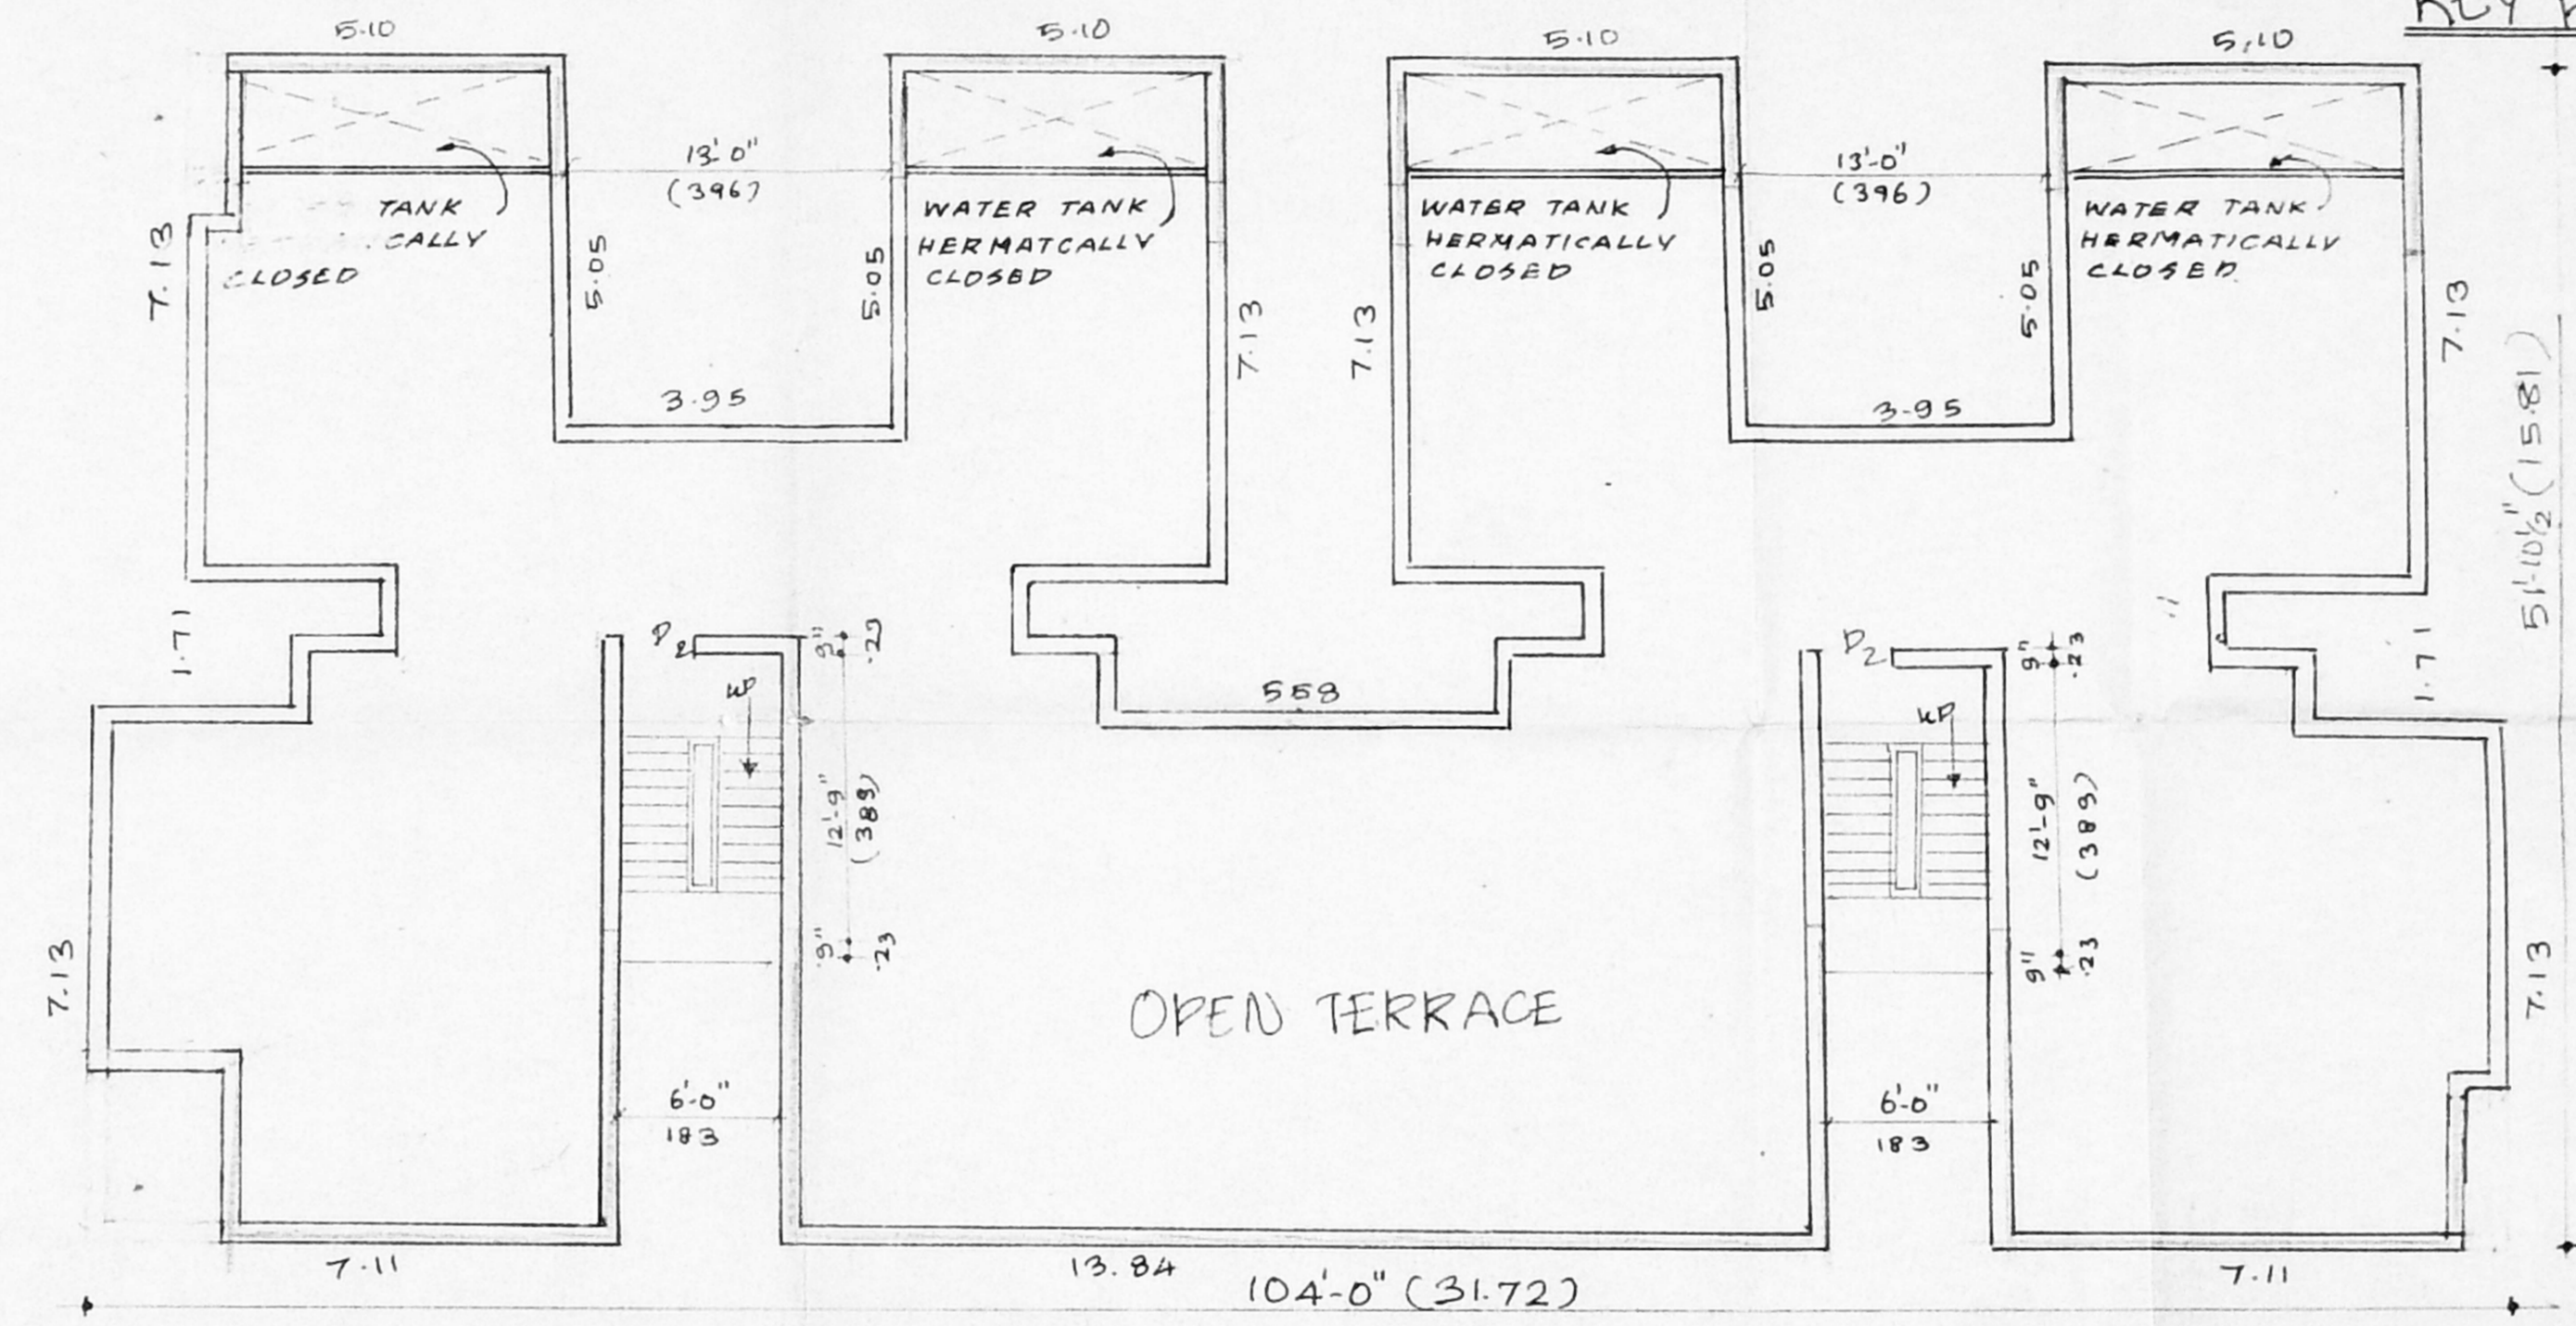 5.10
5.10
5.10
5.10
13'-0"
(396)
13'-0"
(396)
TANK
CALLY
CLOSED
WATER TANK
HERMATCALLY
CLOSED
WATER TANK
HERMATICALLY
CLOSED
WATER TANK
HERMATICALLY
CLOSED
7.13
5.05
5.05
7.13
7.13
5.05
5.05
7.13
3.95
3-95
51'-10½" (15.81)
1.71
D2
9"
.23
558
D2
9"
.23
1.71
UP
UP
12'-9"
(389)
12'-9"
(389)
7.13
9"
.23
OPEN TERRACE
9"
.23
7.13
6'-0"
183
6'-0"
183
7.11
13.84
7.11
104'-0" (31.72)